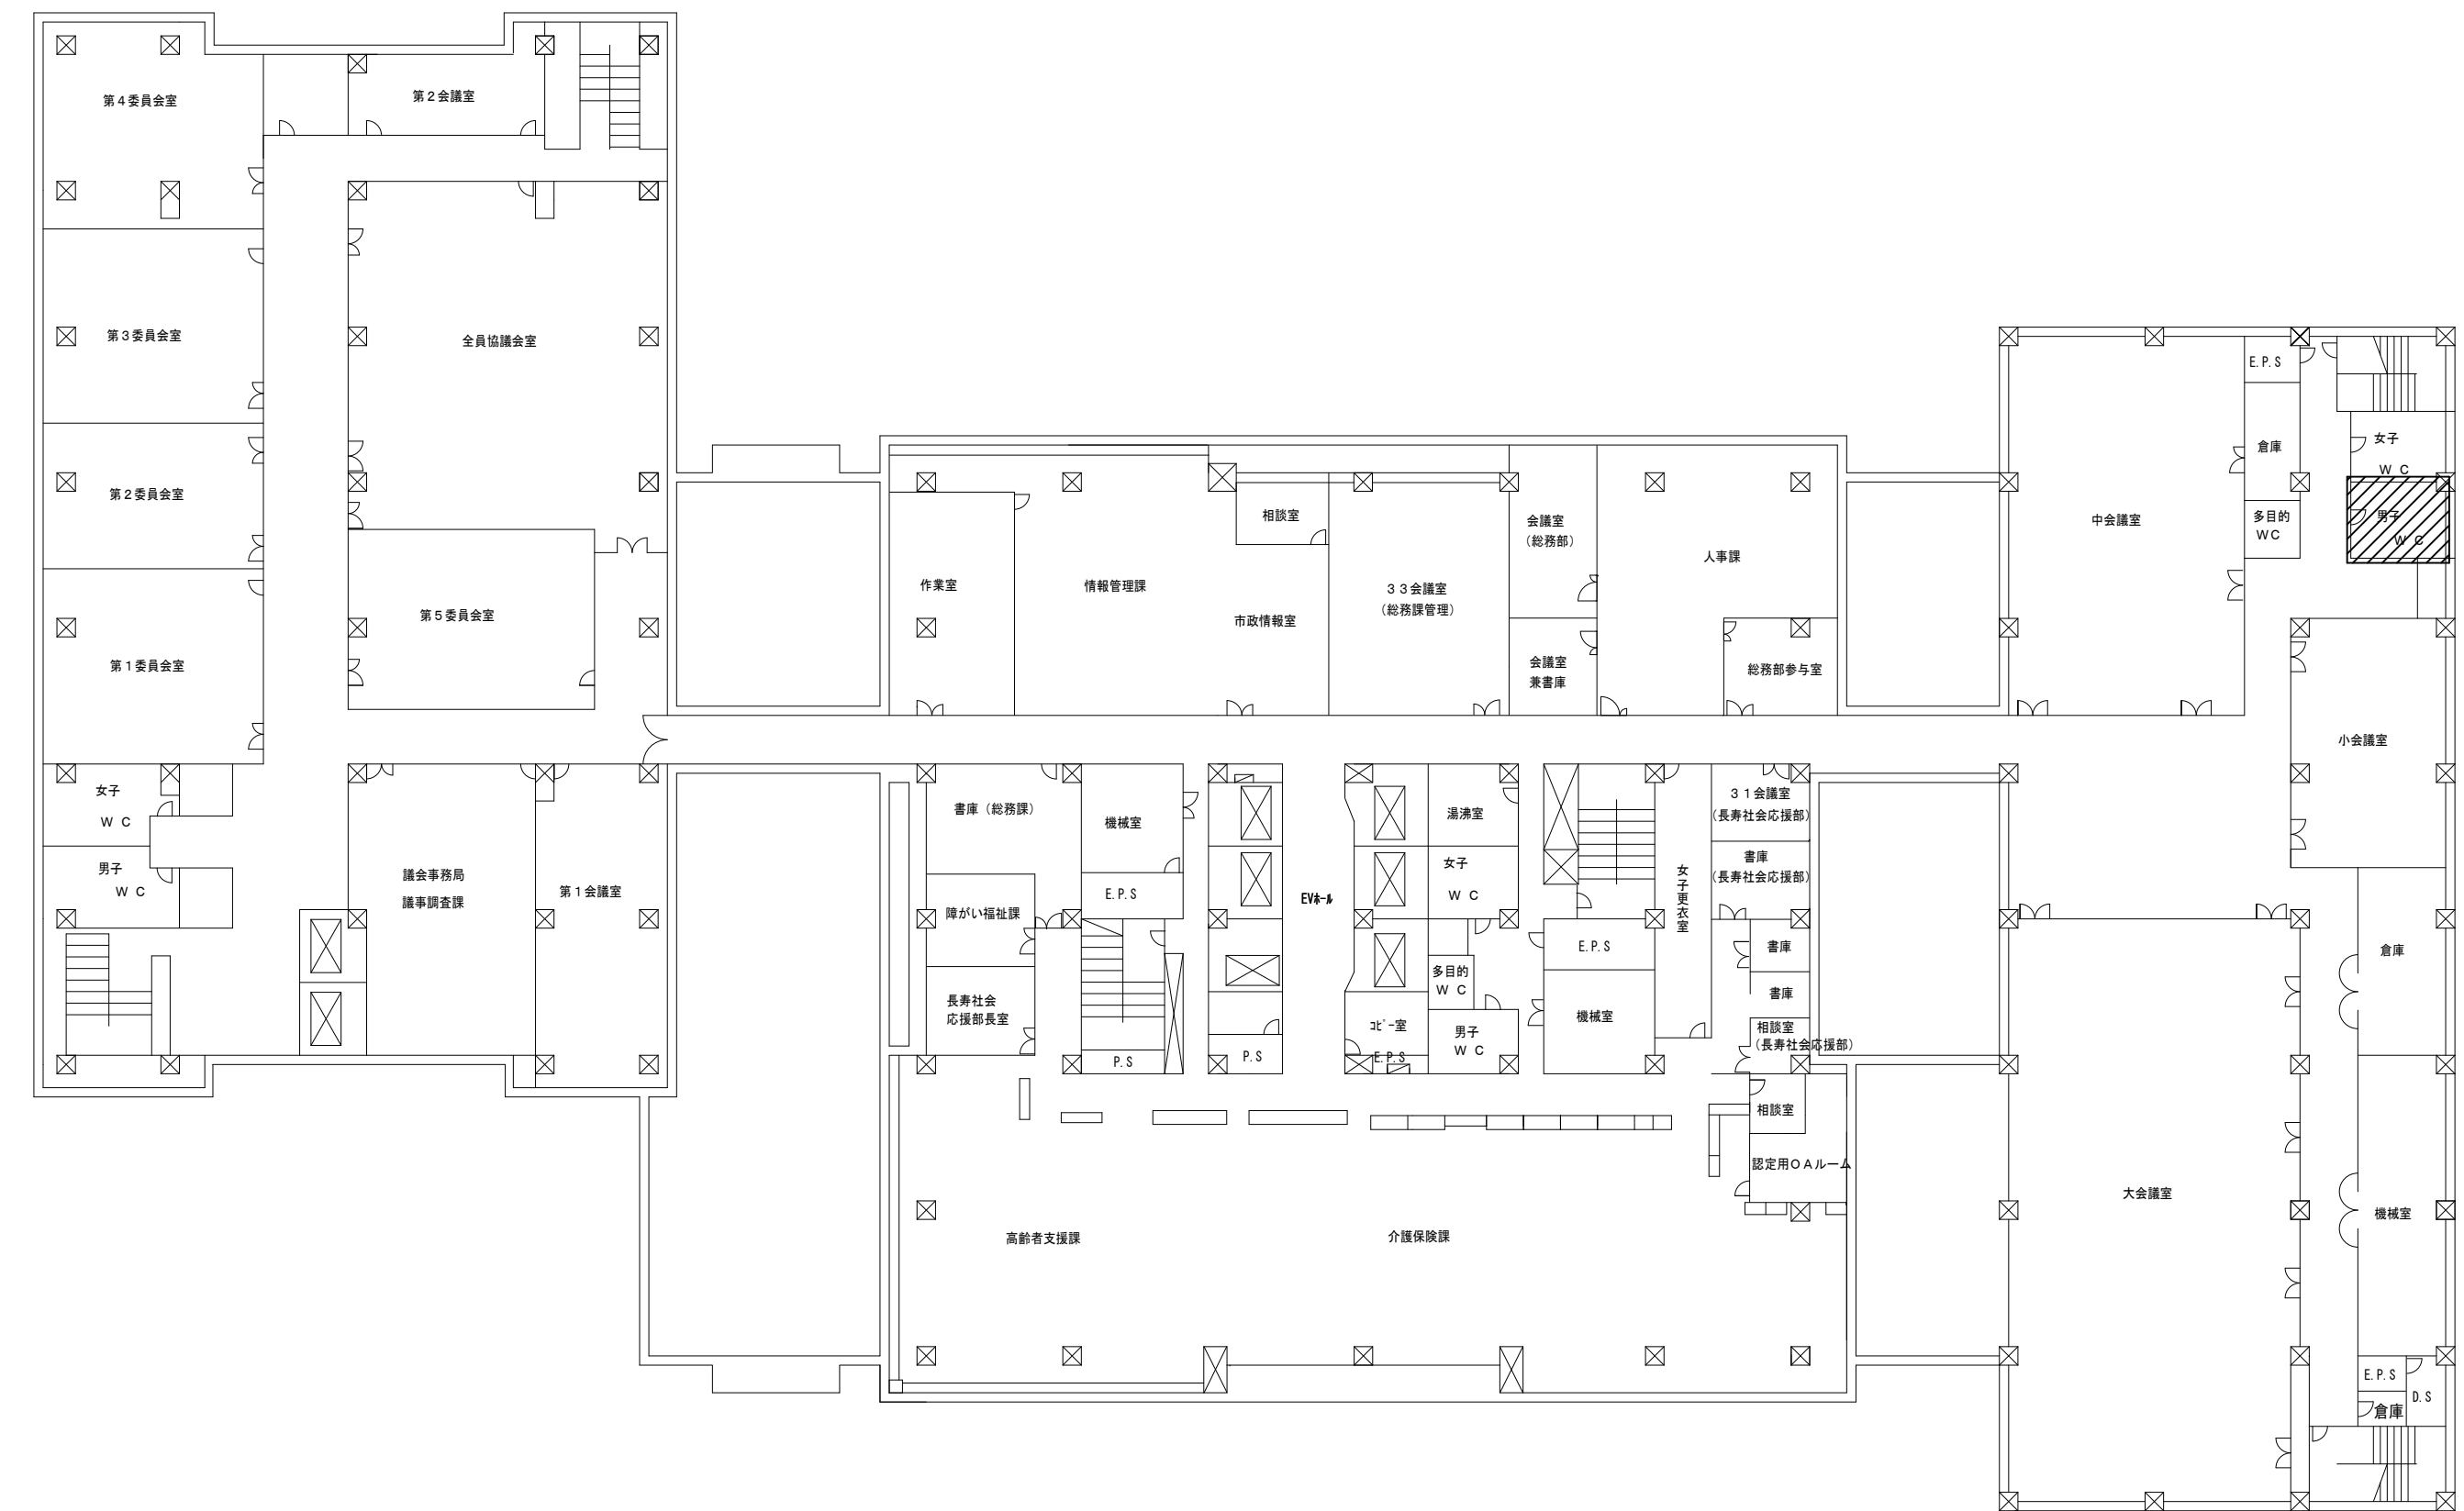 第４委員会室
第２会議室
第３委員会室
全員協議会室
第２委員会室
第５委員会室
第１委員会室
女子
Ｗ Ｃ
男子
Ｗ Ｃ
議会事務局
議事調査課
第１会議室
作業室
情報管理課
相談室
市政情報室
３３会議室
（総務課管理）
会議室
（総務部）
会議室
兼書庫
人事課
総務部参与室
書庫（総務課）
機械室
E.P.S
障がい福祉課
長寿社会
応援部長室
P.S
P.S
EVﾎｰﾙ
湯沸室
女子
Ｗ Ｃ
多目的
Ｗ Ｃ
ｺﾋﾟｰ室
E.P.S
男子
Ｗ Ｃ
E.P.S
機械室
女子更衣室
３１会議室
（長寿社会応援部）
書庫
（長寿社会応援部）
書庫
書庫
相談室
（長寿社会応援部）
相談室
認定用ＯＡルーム
高齢者支援課
介護保険課
中会議室
E.P.S
倉庫
多目的
ＷＣ
女子
Ｗ Ｃ
男子
Ｗ Ｃ
小会議室
倉庫
大会議室
機械室
E.P.S
D.S
倉庫